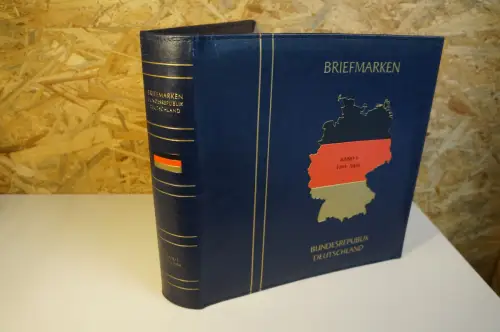 BRIEFMARKEN
BUNDESREPUBLIK
DEUTSCHLAND
BRIEFMARKEN
BUNDESREPUBLIK
DEUTSCHLAND